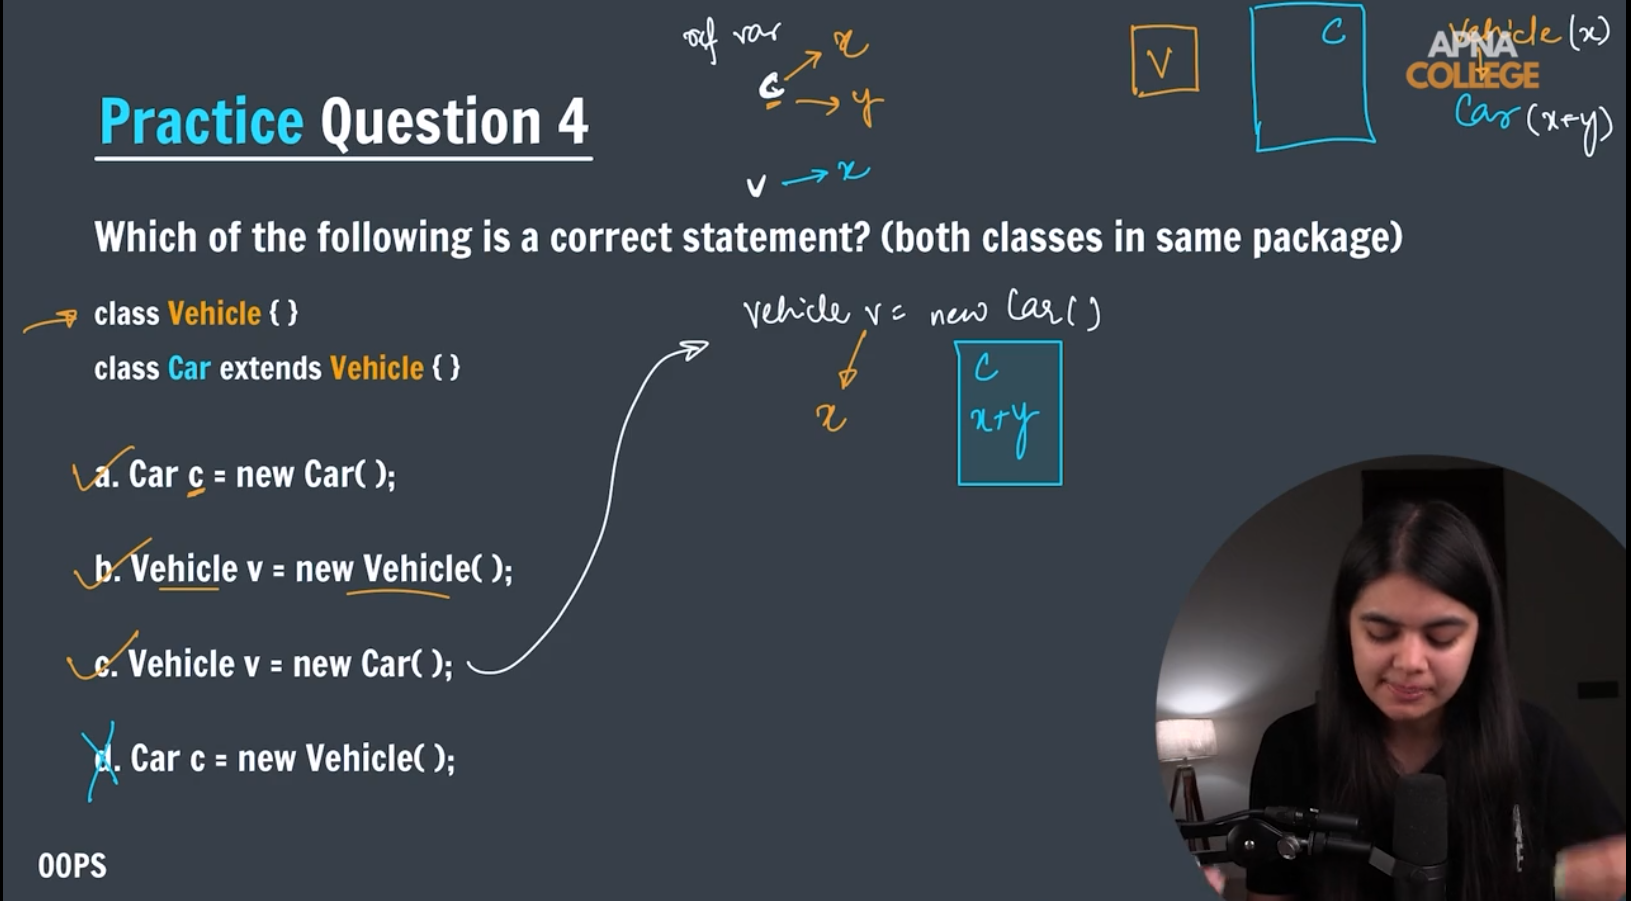 ref var
c → x
→ y
v → x
V
C
Vehicle (x)
Car (x+y)
APNA
COLLEGE
Practice Question 4
Which of the following is a correct statement? (both classes in same package)
class Vehicle { }
class Car extends Vehicle { }
Vehicle v = new Car( )
x
C
x+y
a. Car c = new Car( );
b. Vehicle v = new Vehicle( );
c. Vehicle v = new Car( );
d. Car c = new Vehicle( );
OOPS